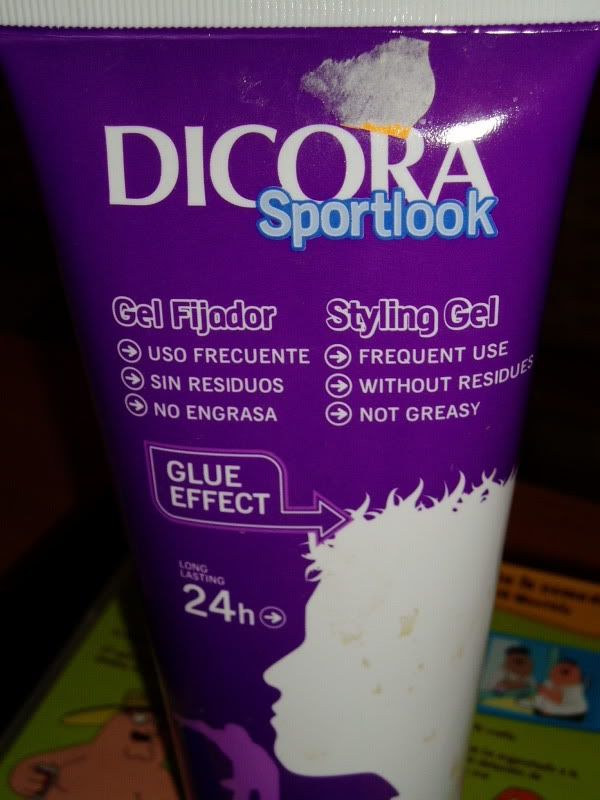 DICORA
Sportlook
Gel Fijador
USO FRECUENTE
SIN RESIDUOS
NO ENGRASA
Styling Gel
FREQUENT USE
WITHOUT RESIDUES
NOT GREASY
GLUE
EFFECT
LONG
LASTING
24h